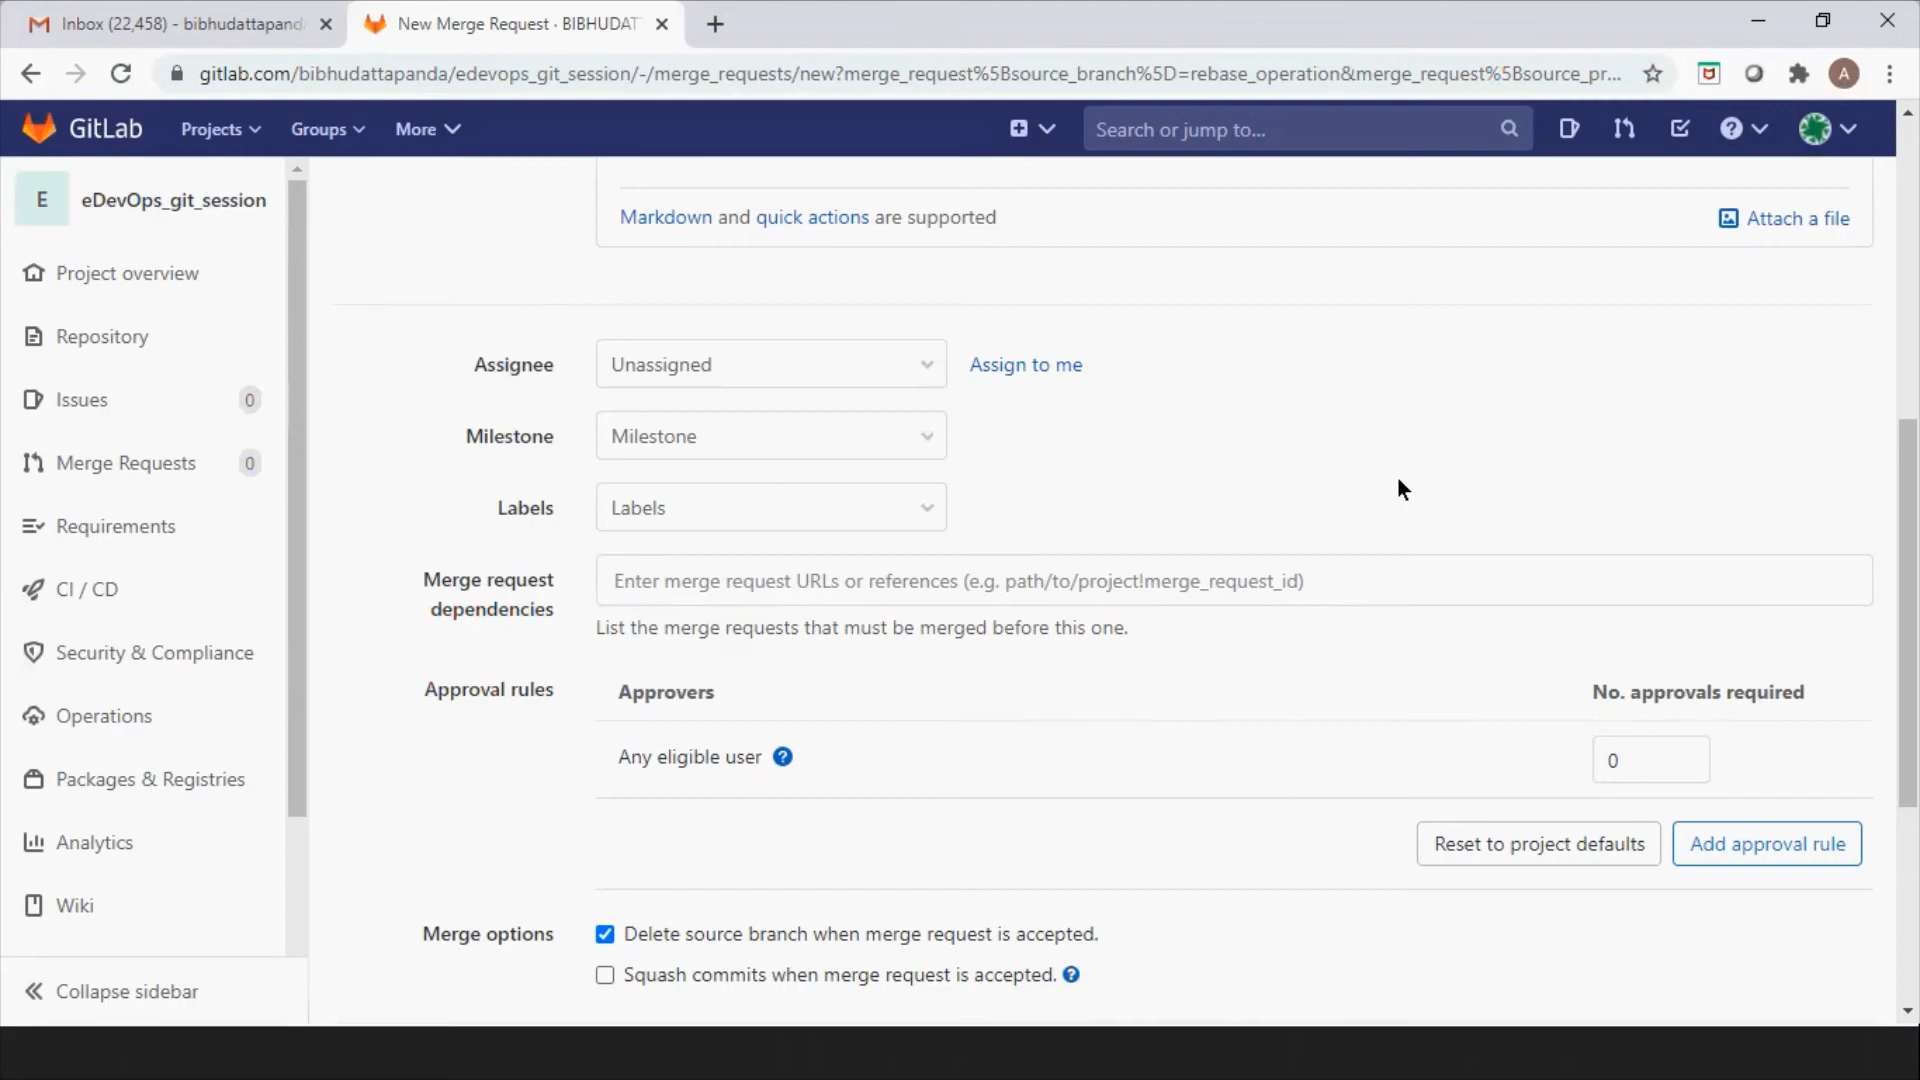 Inbox (22,458) - bibhudattapand
New Merge Request · BIBHUDAT
gitlab.com/bibhudattapanda/edevops_git_session/-/merge_requests/new?merge_request%5Bsource_branch%5D=rebase_operation&merge_request%5Bsource_pr...
A
GitLab
Projects
Groups
More
Search or jump to...
E
eDevOps_git_session
Project overview
Repository
Issues 0
Merge Requests 0
Requirements
CI / CD
Security & Compliance
Operations
Packages & Registries
Analytics
Wiki
Collapse sidebar
Markdown and quick actions are supported
Attach a file
Assignee
Unassigned
Assign to me
Milestone
Milestone
Labels
Labels
Merge request
dependencies
Enter merge request URLs or references (e.g. path/to/project!merge_request_id)
List the merge requests that must be merged before this one.
Approval rules
Approvers
No. approvals required
Any eligible user
0
Reset to project defaults
Add approval rule
Merge options
Delete source branch when merge request is accepted.
Squash commits when merge request is accepted.